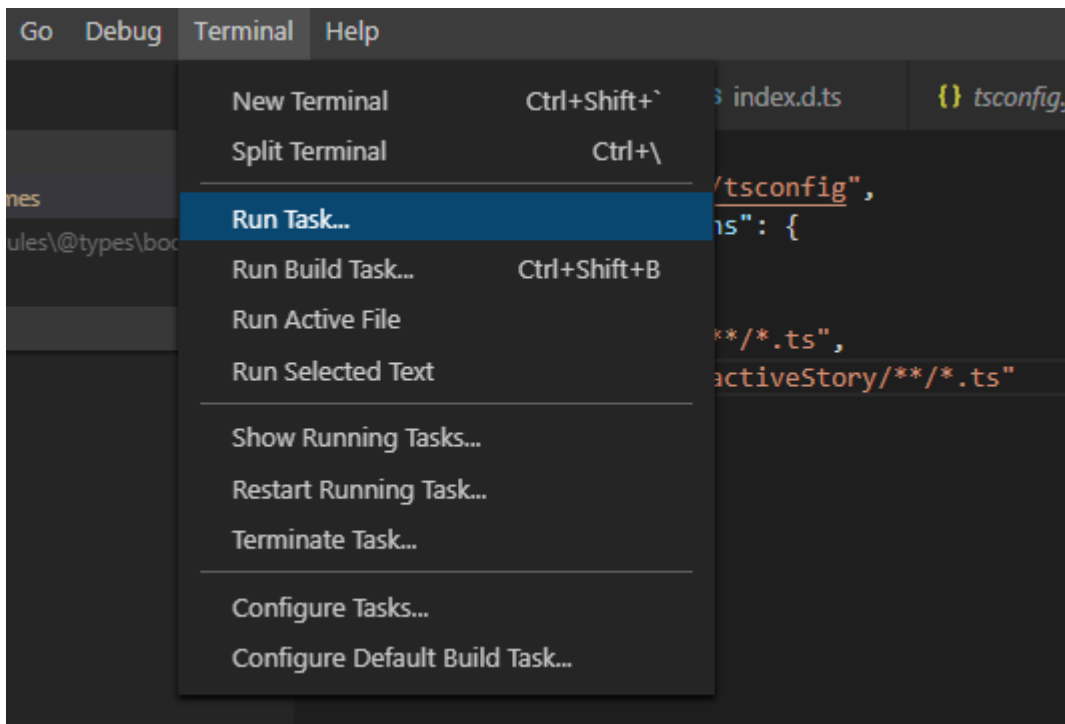 Go Debug Terminal Help
New Terminal Ctrl+Shift+`
Split Terminal Ctrl+\
Run Task...
Run Build Task... Ctrl+Shift+B
Run Active File
Run Selected Text
Show Running Tasks...
Restart Running Task...
Terminate Task...
Configure Tasks...
Configure Default Build Task...
index.d.ts {} tsconfig.
/tsconfig",
": {
**/*.ts",
activeStory/**/*.ts"
ules\@types\